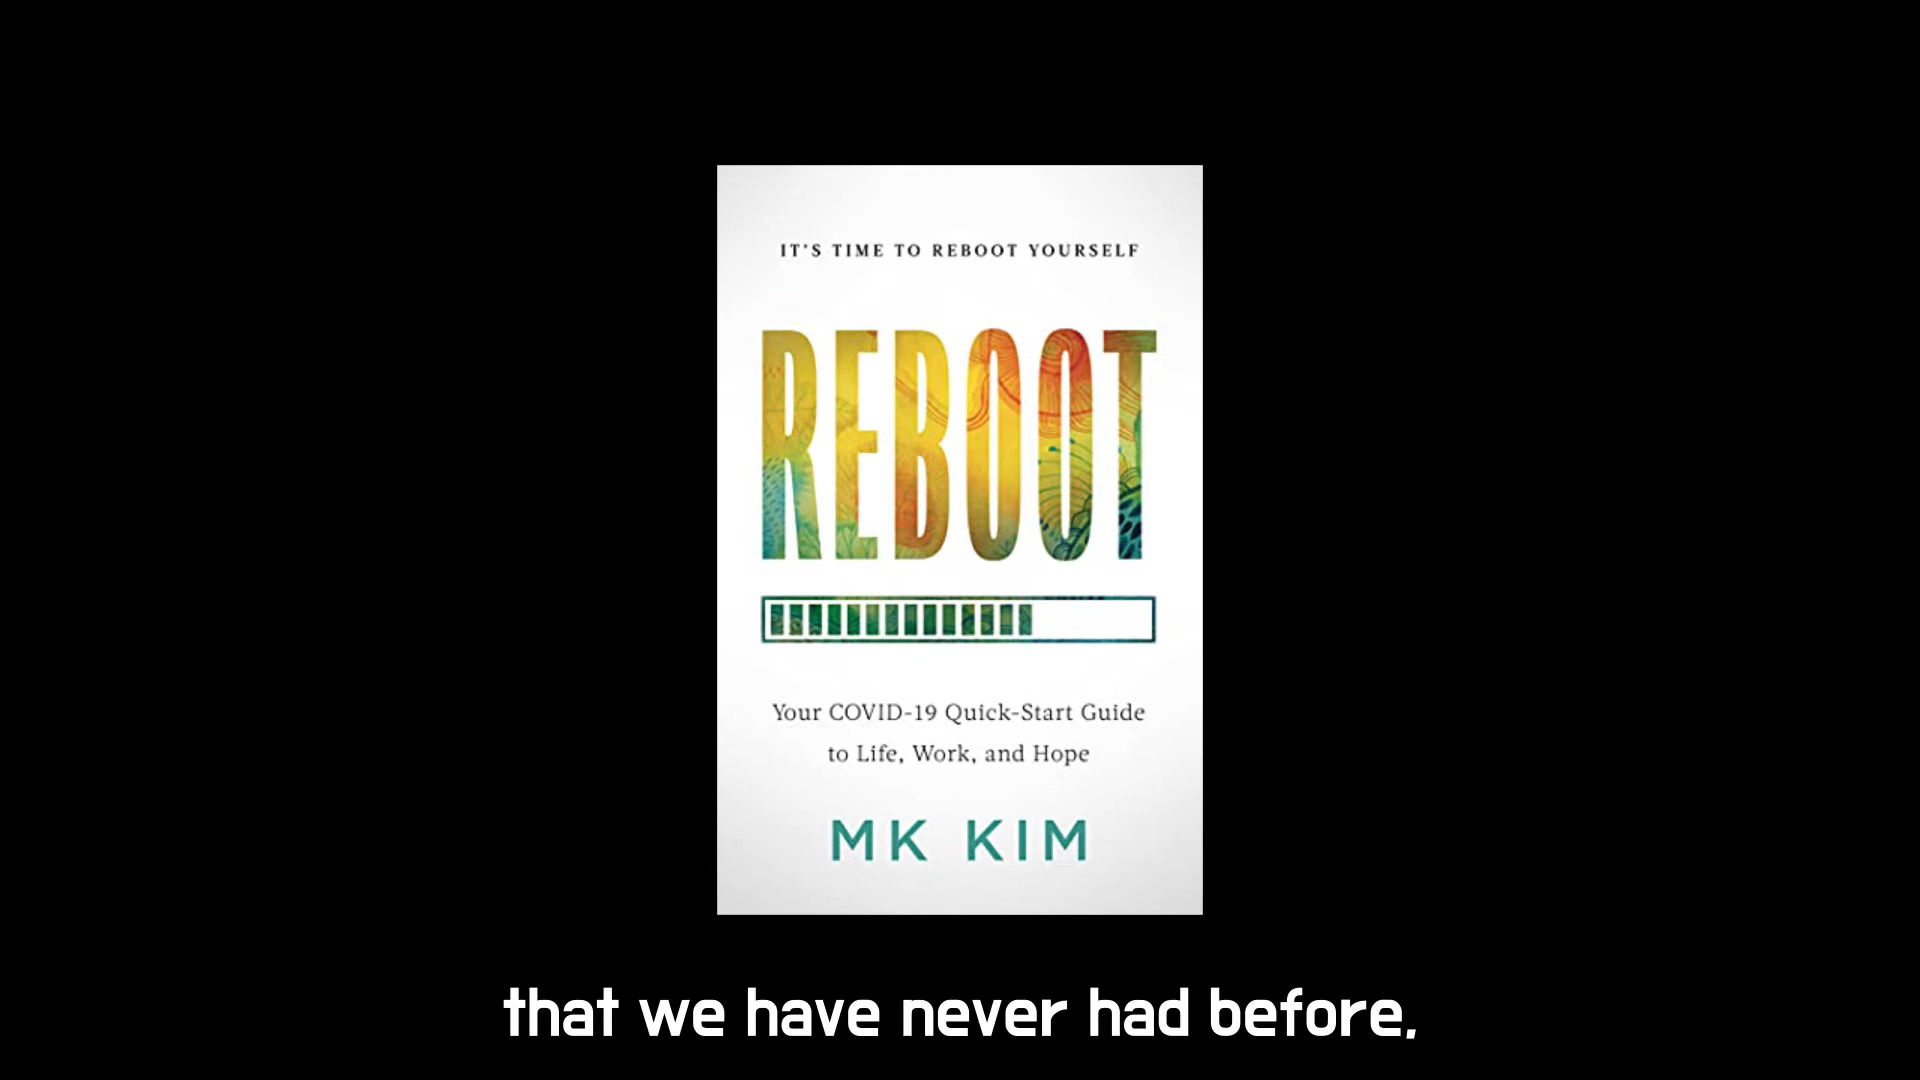 IT'S TIME TO REBOOT YOURSELF
REBOOT
Your COVID-19 Quick-Start Guide
to Life, Work, and Hope
MK KIM
that we have never had before,